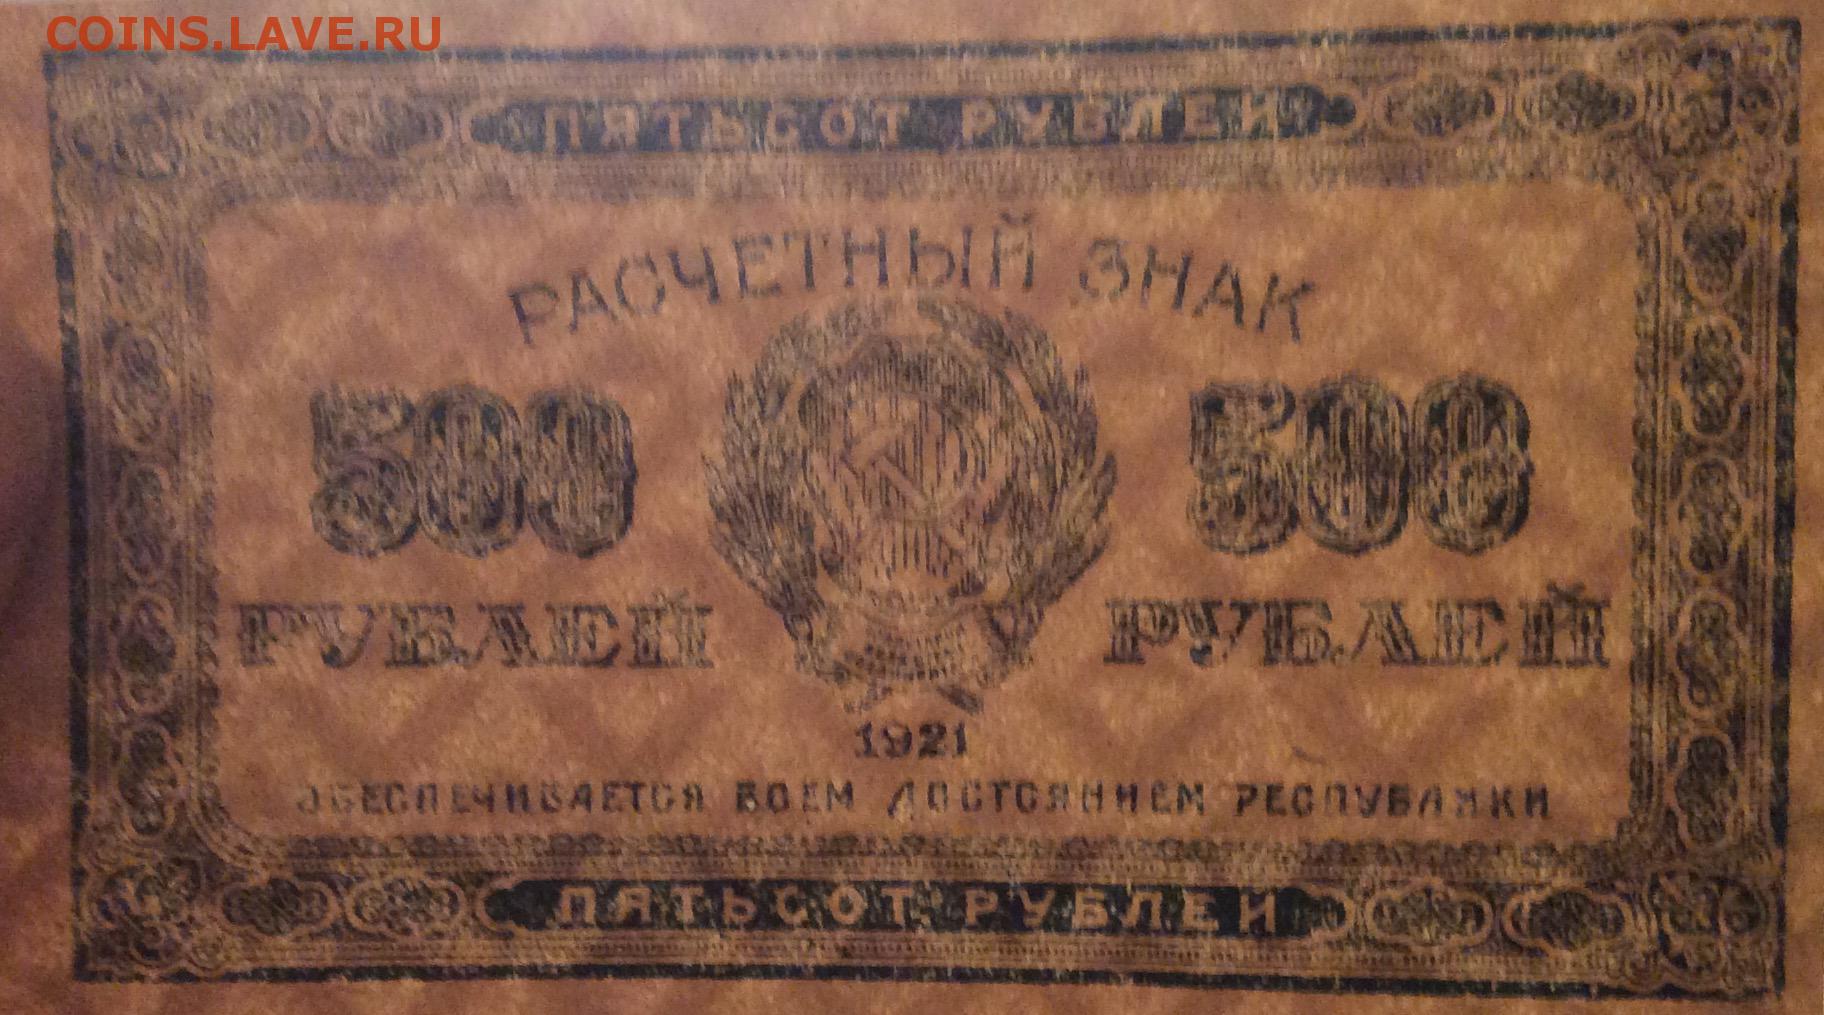 COINS.LAVE.RU
ПЯТЬСОТ РУБЛЕЙ
РАСЧЕТНЫЙ ЗНАК
500 500
РУБЛЕЙ РУБЛЕЙ
1921
ОБЕСПЕЧИВАЕТСЯ ВСЕМ ДОСТОЯНИЕМ РЕСПУБЛИКИ
ПЯТЬСОТ РУБЛЕЙ